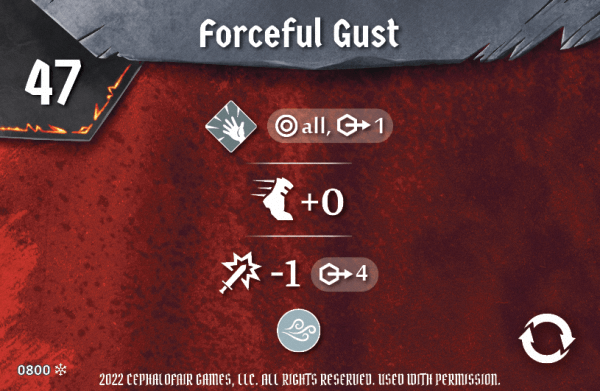 Forceful Gust
47
all, 1
+0
-1 4
0800
2022 CEPHALOFAIR GAMES, LLC. ALL RIGHTS RESERVED. USED WITH PERMISSION.